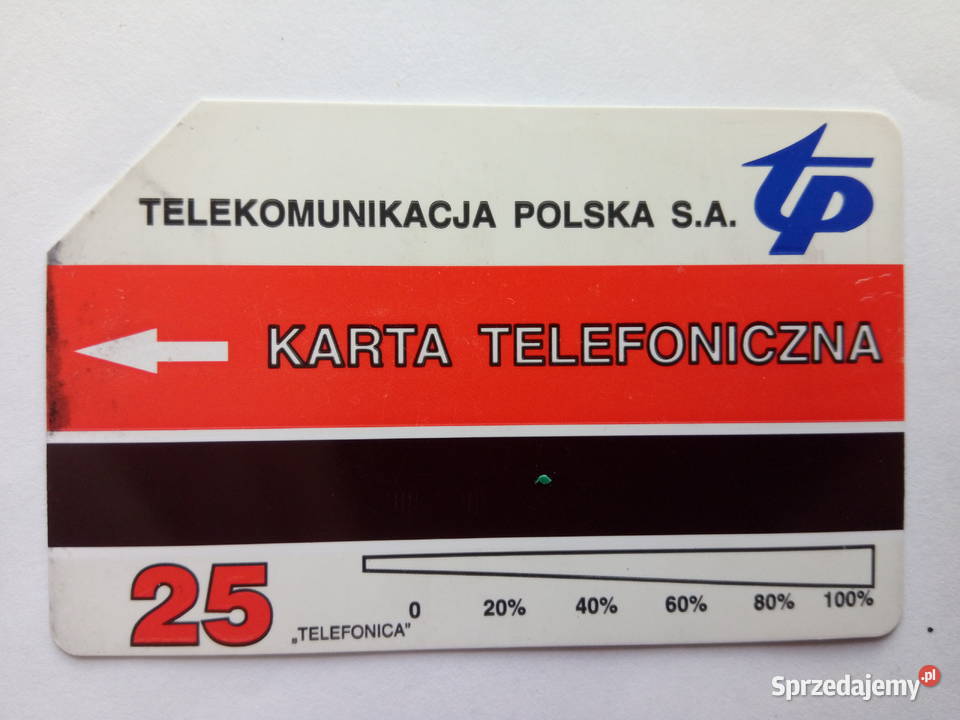 TELEKOMUNIKACJA POLSKA S.A. tp
KARTA TELEFONICZNA
25 „TELEFONICA" 0 20% 40% 60% 80% 100%
Sprzedajemy.pl